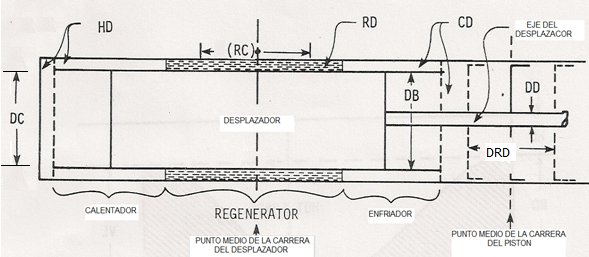 HD
(RC)
RD
CD
EJE DEL
DESPLAZACOR
DC
DESPLAZADOR
DB
DD
DRD
CALENTADOR
REGENERATOR
ENFRIADOR
PUNTO MEDIO DE LA CARRERA
DEL DESPLAZADOR
PUNTO MEDIO DE LA CARRERA
DEL PISTON